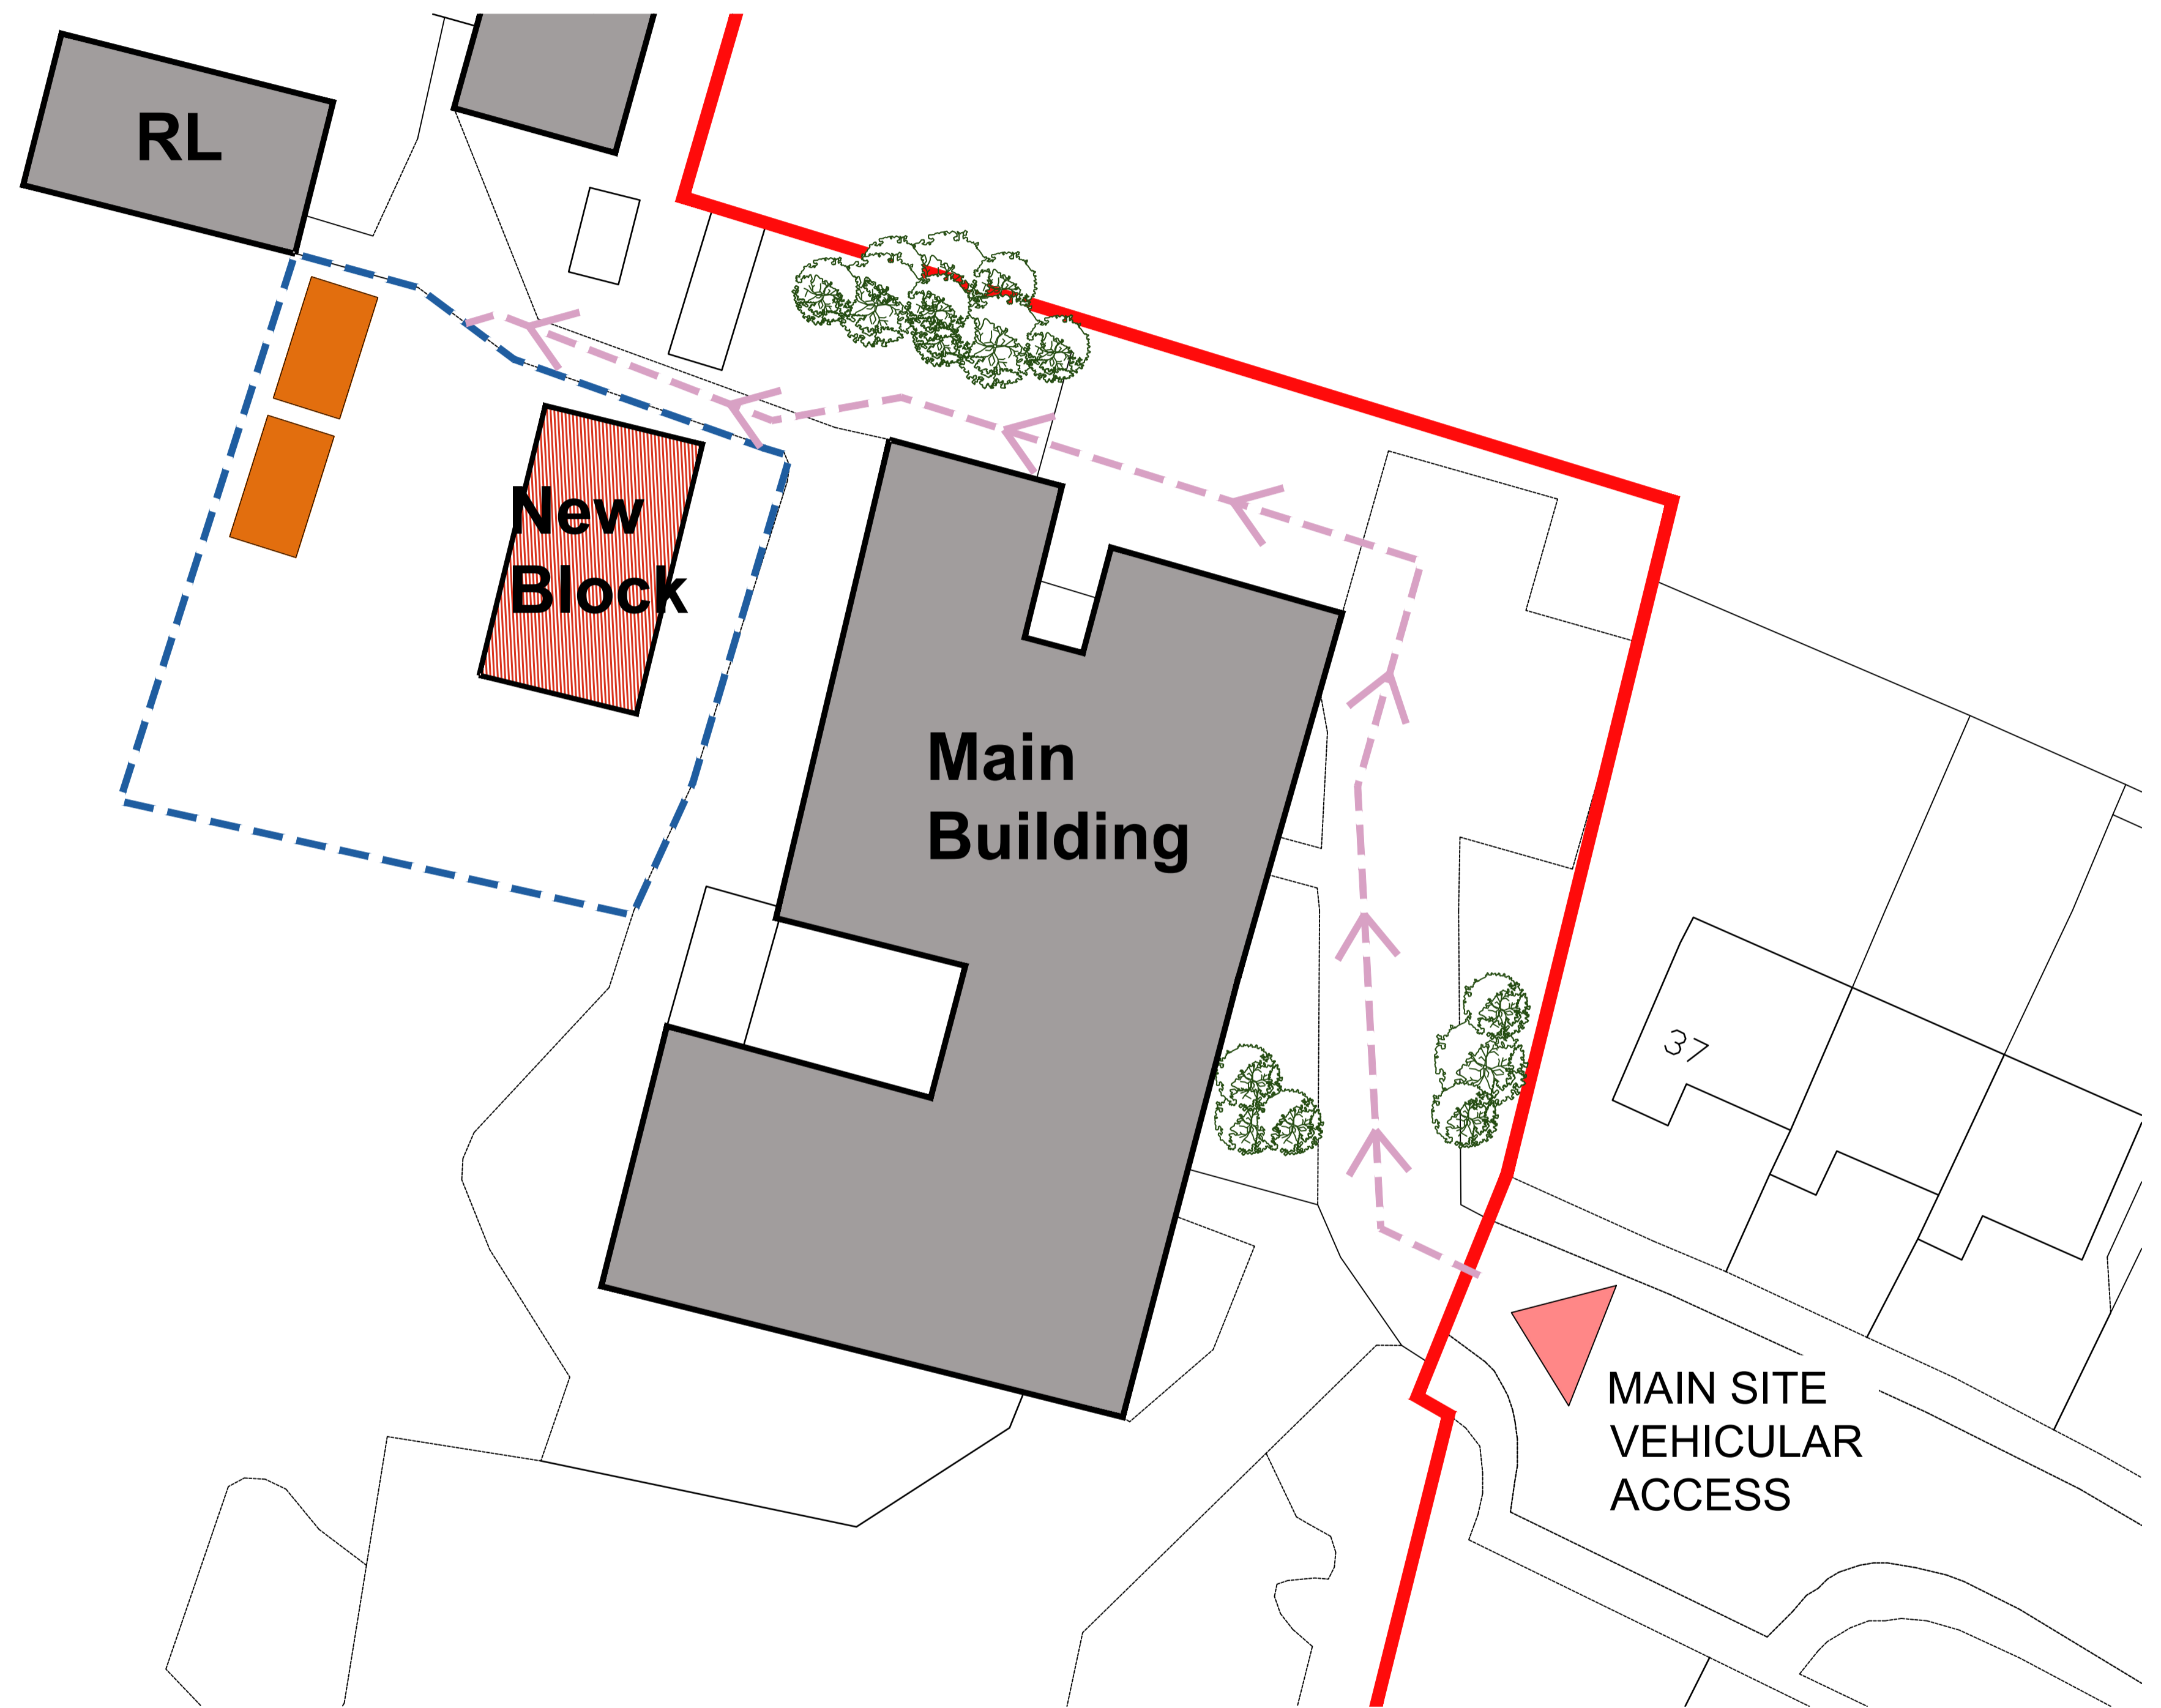 RL
New
Block
Main
Building
37
MAIN SITE
VEHICULAR
ACCESS